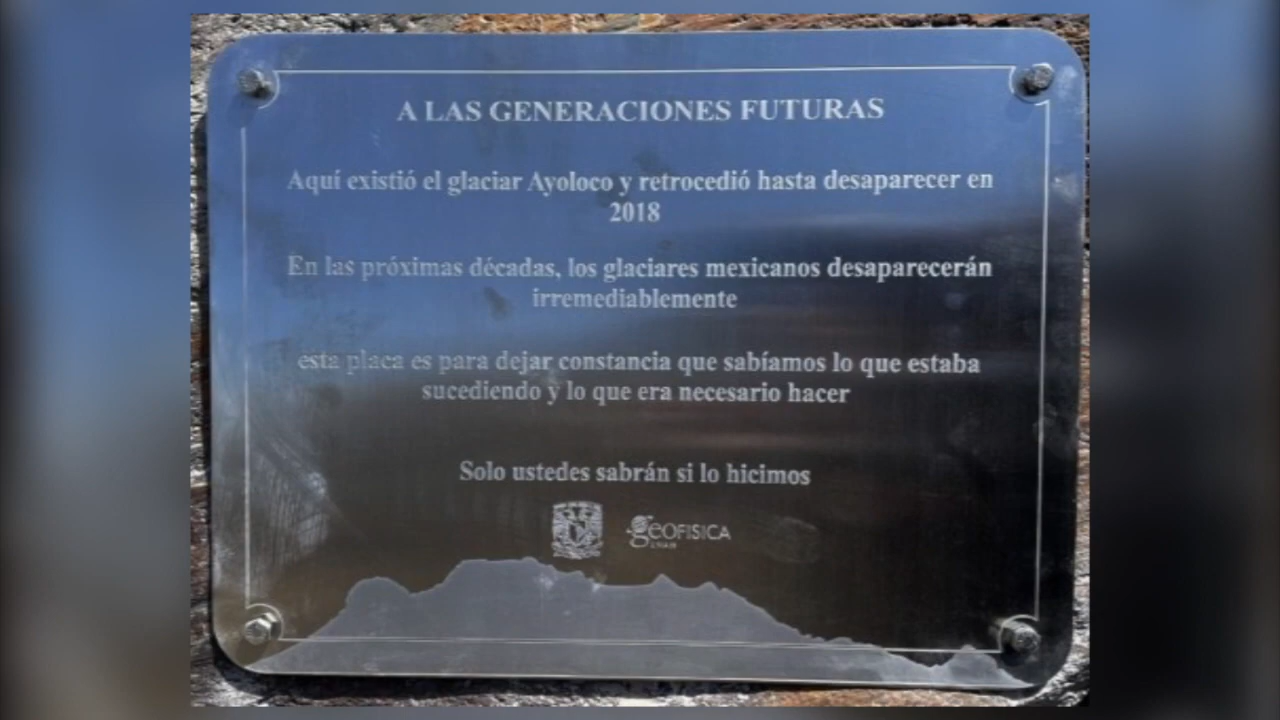 A LAS GENERACIONES FUTURAS
Aquí existió el glaciar Ayoloco y retrocedió hasta desaparecer en
2018
En las próximas décadas, los glaciares mexicanos desaparecerán
irremediablemente
esta placa es para dejar constancia que sabíamos lo que estaba
sucediendo y lo que era necesario hacer
Solo ustedes sabrán si lo hicimos
geOFISICA